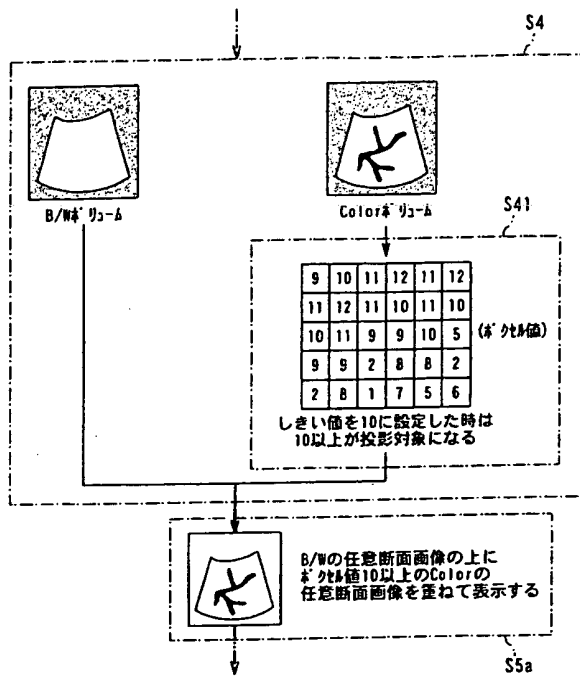 S4
B/Wボリューム
Colorボリューム
S41
9 10 11 12 11 12
11 12 11 10 11 10
10 11 9 9 10 5
(ボクセル値)
9 9 2 8 8 2
2 8 1 7 5 6
しきい値を10に設定した時は
10以上が投影対象になる
B/Wの任意断面画像の上に
ボクセル値10以上のColorの
任意断面画像を重ねて表示する
S5a